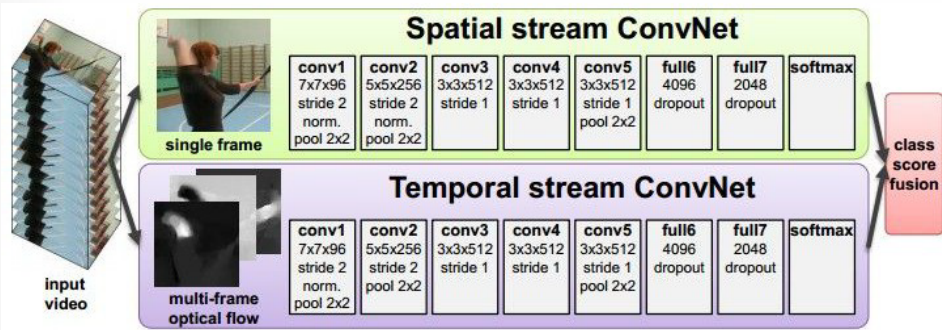 Spatial stream ConvNet
conv1
7x7x96
stride 2
norm.
pool 2x2
conv2
5x5x256
stride 2
norm.
pool 2x2
conv3
3x3x512
stride 1
conv4
3x3x512
stride 1
conv5
3x3x512
stride 1
pool 2x2
full6
4096
dropout
full7
2048
dropout
softmax
single frame
Temporal stream ConvNet
conv1
7x7x96
stride 2
norm.
pool 2x2
conv2
5x5x256
stride 2
pool 2x2
conv3
3x3x512
stride 1
conv4
3x3x512
stride 1
conv5
3x3x512
stride 1
pool 2x2
full6
4096
dropout
full7
2048
dropout
softmax
multi-frame
optical flow
input
video
class
score
fusion